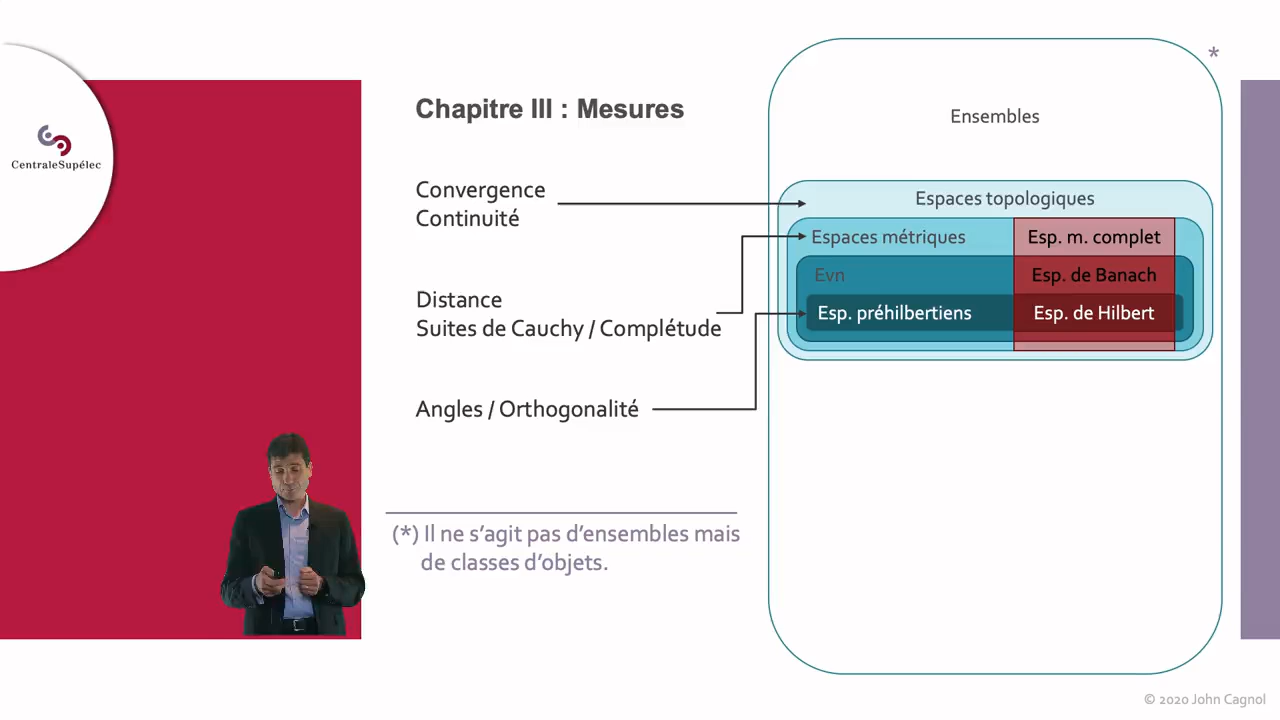 CentraleSupélec
Chapitre III : Mesures
*
Ensembles
Convergence
Continuité
Espaces topologiques
Espaces métriques
Esp. m. complet
Evn
Esp. de Banach
Distance
Suites de Cauchy / Complétude
Esp. préhilbertiens
Esp. de Hilbert
Angles / Orthogonalité
(*) Il ne s'agit pas d'ensembles mais
de classes d'objets.
© 2020 John Cagnol